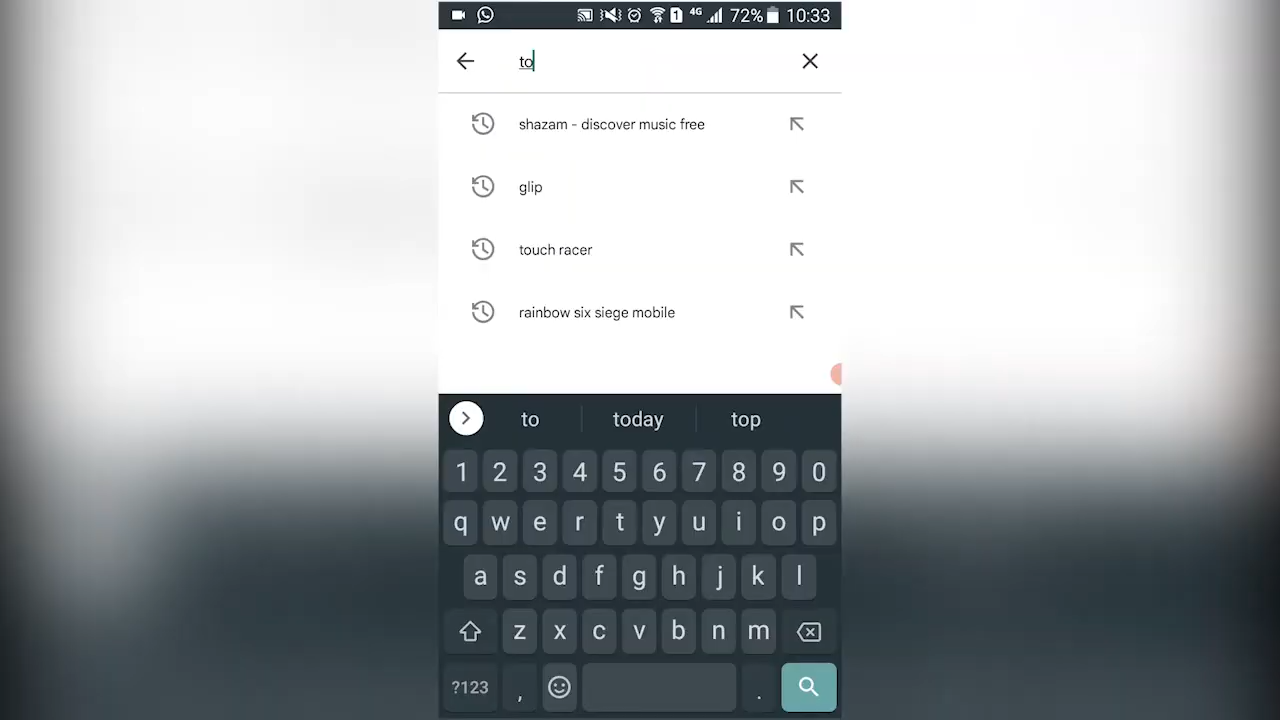 1 4G 72% 10:33
to
shazam - discover music free
glip
touch racer
rainbow six siege mobile
to today top
1 2 3 4 5 6 7 8 9 0
q w e r t y u i o p
a s d f g h j k l
z x c v b n m
?123 , .